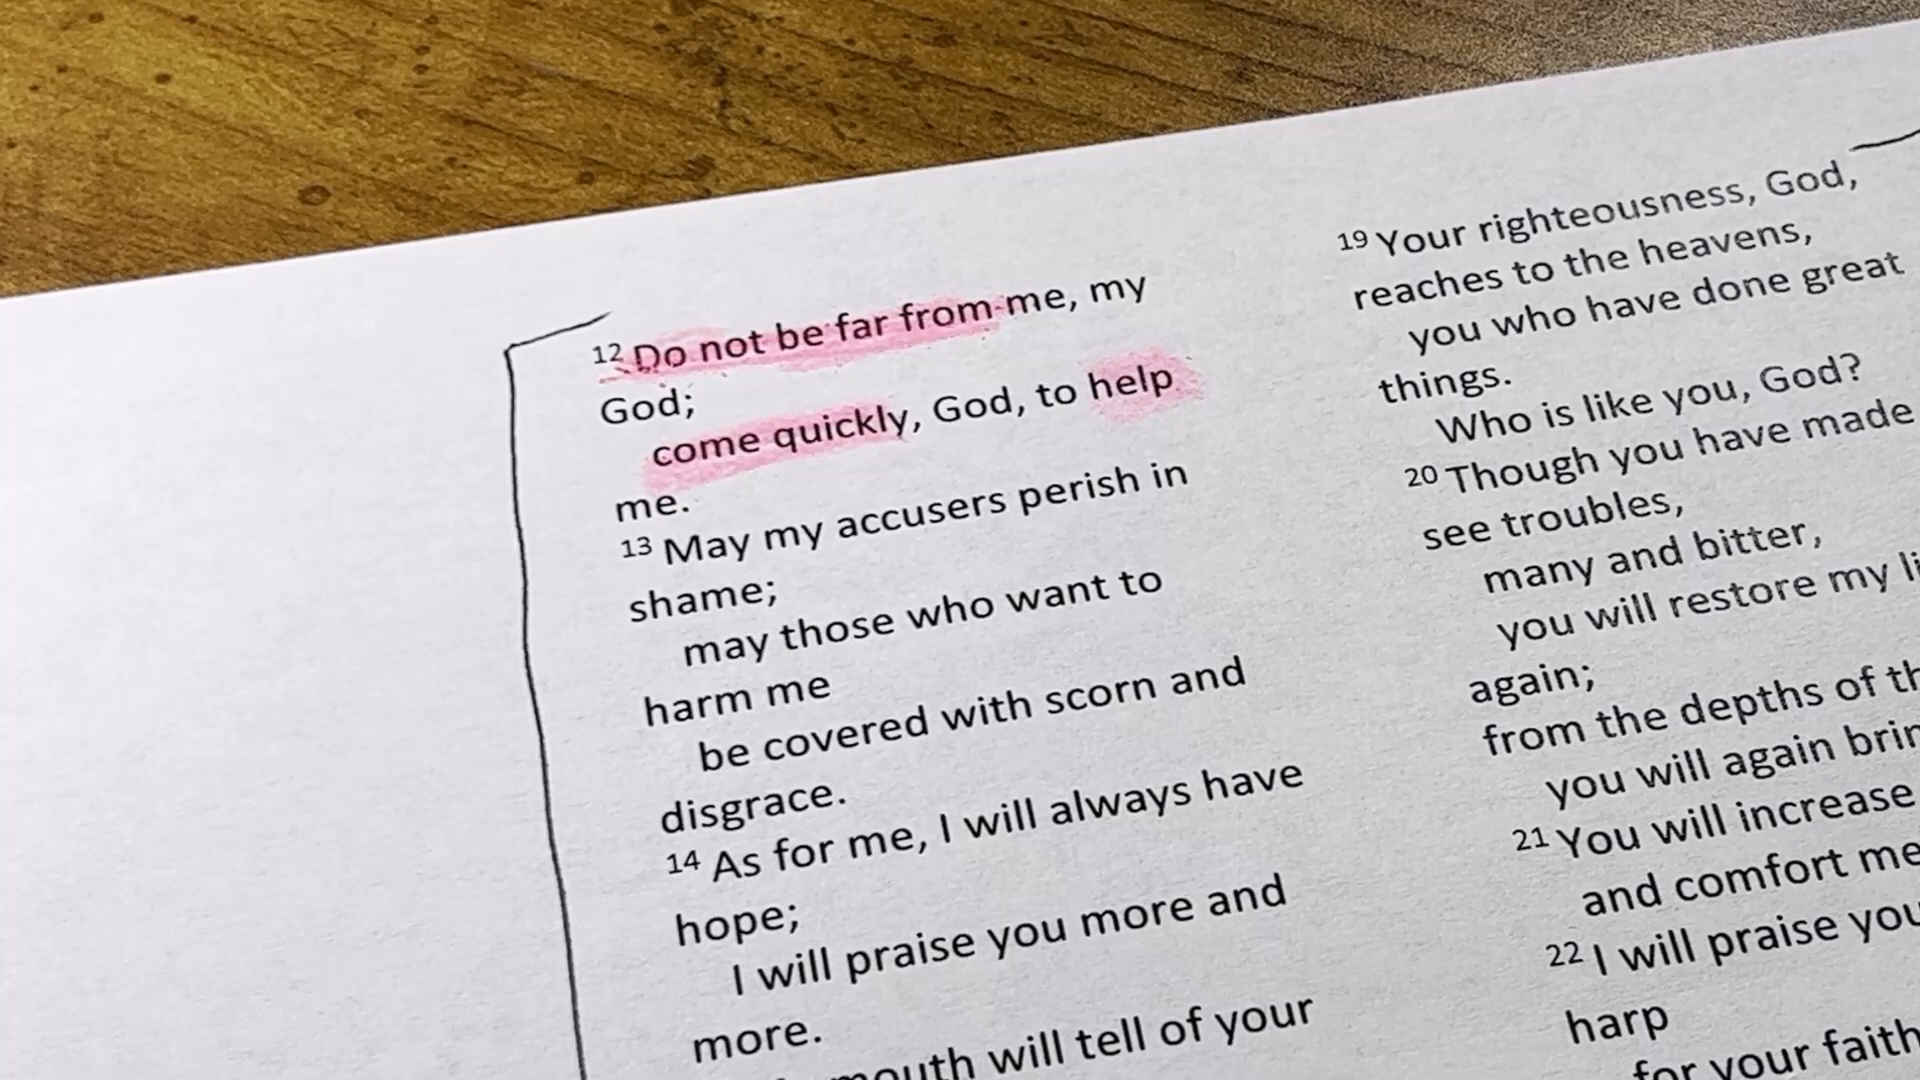 12 Do not be far from me, my
God;
come quickly, God, to help
me.
13 May my accusers perish in
shame;
may those who want to
harm me
be covered with scorn and
disgrace.
14 As for me, I will always have
hope;
I will praise you more and
more.
mouth will tell of your
19 Your righteousness, God,
reaches to the heavens,
you who have done great
things.
Who is like you, God?
20 Though you have made
see troubles,
many and bitter,
you will restore my
again;
from the depths of
you will again
21 You will increase
and comfort me
22 I will praise you
harp
for your